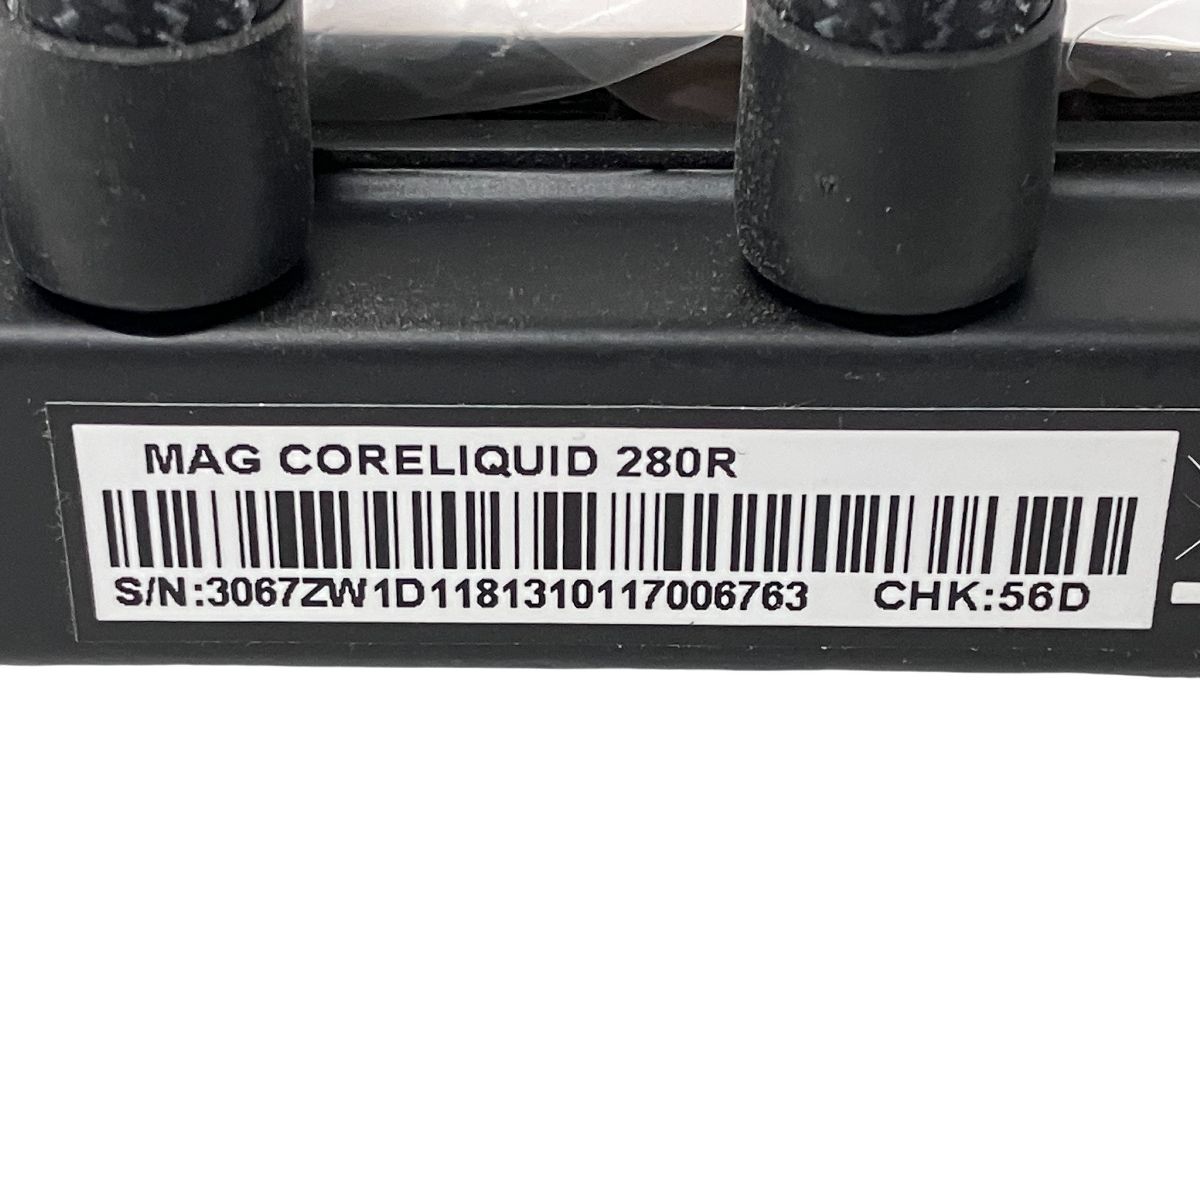 MAG CORELIQUID 280R
S/N:3067ZW1D1181310117006763 CHK:56D